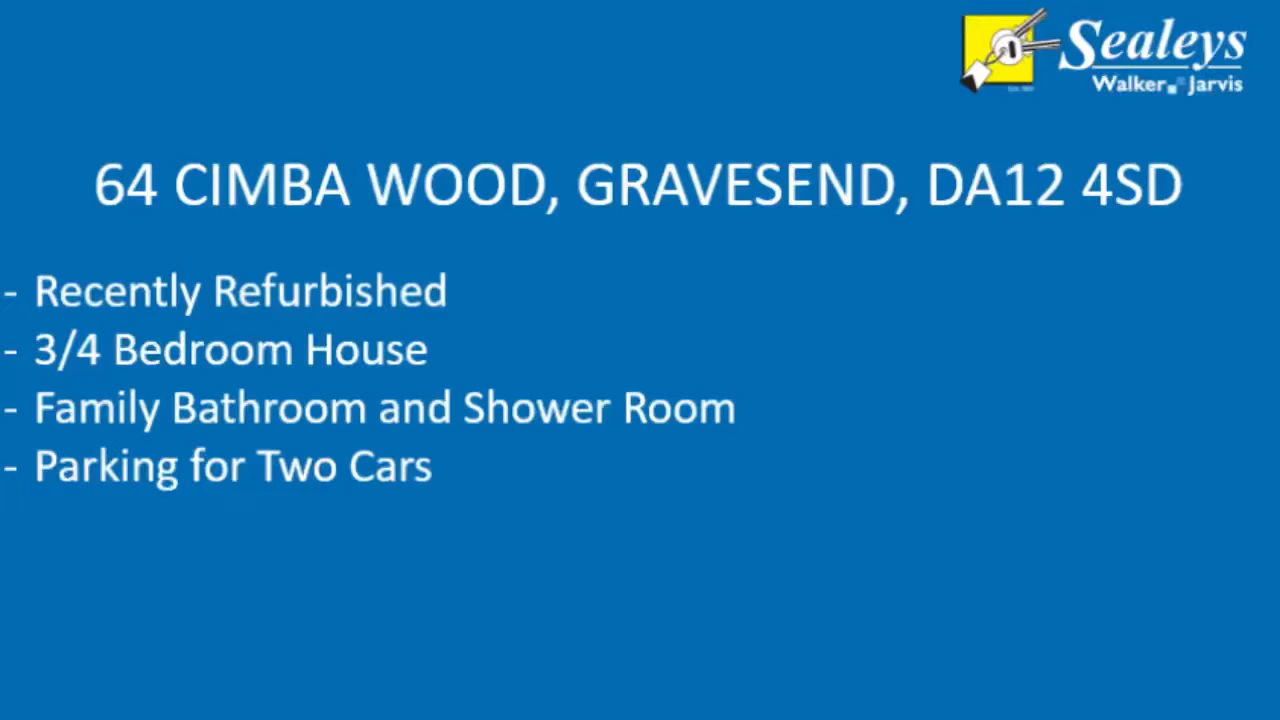 Sealeys
Walker Jarvis
64 CIMBA WOOD, GRAVESEND, DA12 4SD
- Recently Refurbished
- 3/4 Bedroom House
- Family Bathroom and Shower Room
- Parking for Two Cars